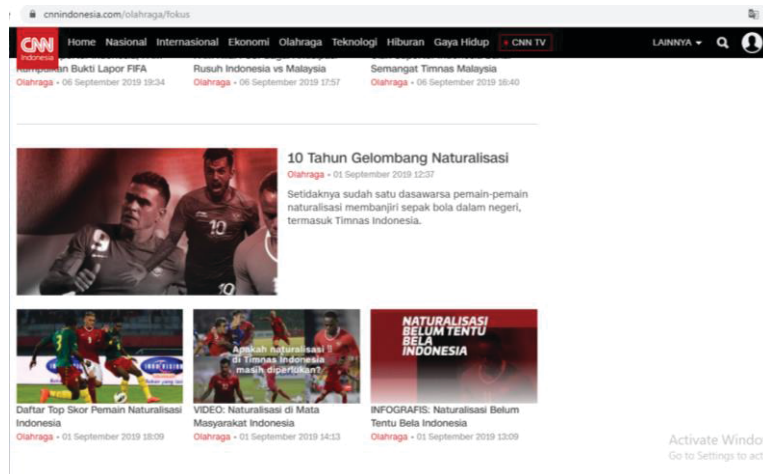 cnnindonesia.com/olahraga/fokus
CNN
Indonesia
Home Nasional Internasional Ekonomi Olahraga Teknologi Hiburan Gaya Hidup CNN TV
LAINNYA
Bukti Lapor FIFA
Rusuh Indonesia vs Malaysia
Semangat Timnas Malaysia
Olahraga • 06 September 2019 19:34
Olahraga • 06 September 2019 17:57
Olahraga • 06 September 2019 16:40
10 Tahun Gelombang Naturalisasi
Olahraga • 01 September 2019 12:37
Setidaknya sudah satu dasawarsa pemain-pemain
naturalisasi membanjiri sepak bola dalam negeri,
termasuk Timnas Indonesia.
9
10
10
3
Apakah naturalisasi
di Timnas Indonesia
masih diperlukan?
NATURALISASI
BELUM TENTU
BELA
INDONESIA
Daftar Top Skor Pemain Naturalisasi
Indonesia
Olahraga • 01 September 2019 18:09
VIDEO: Naturalisasi di Mata
Masyarakat Indonesia
Olahraga • 01 September 2019 14:13
INFOGRAFIS: Naturalisasi Belum
Tentu Bela Indonesia
Olahraga • 01 September 2019 13:09
Activate Windo
Go to Settings to act